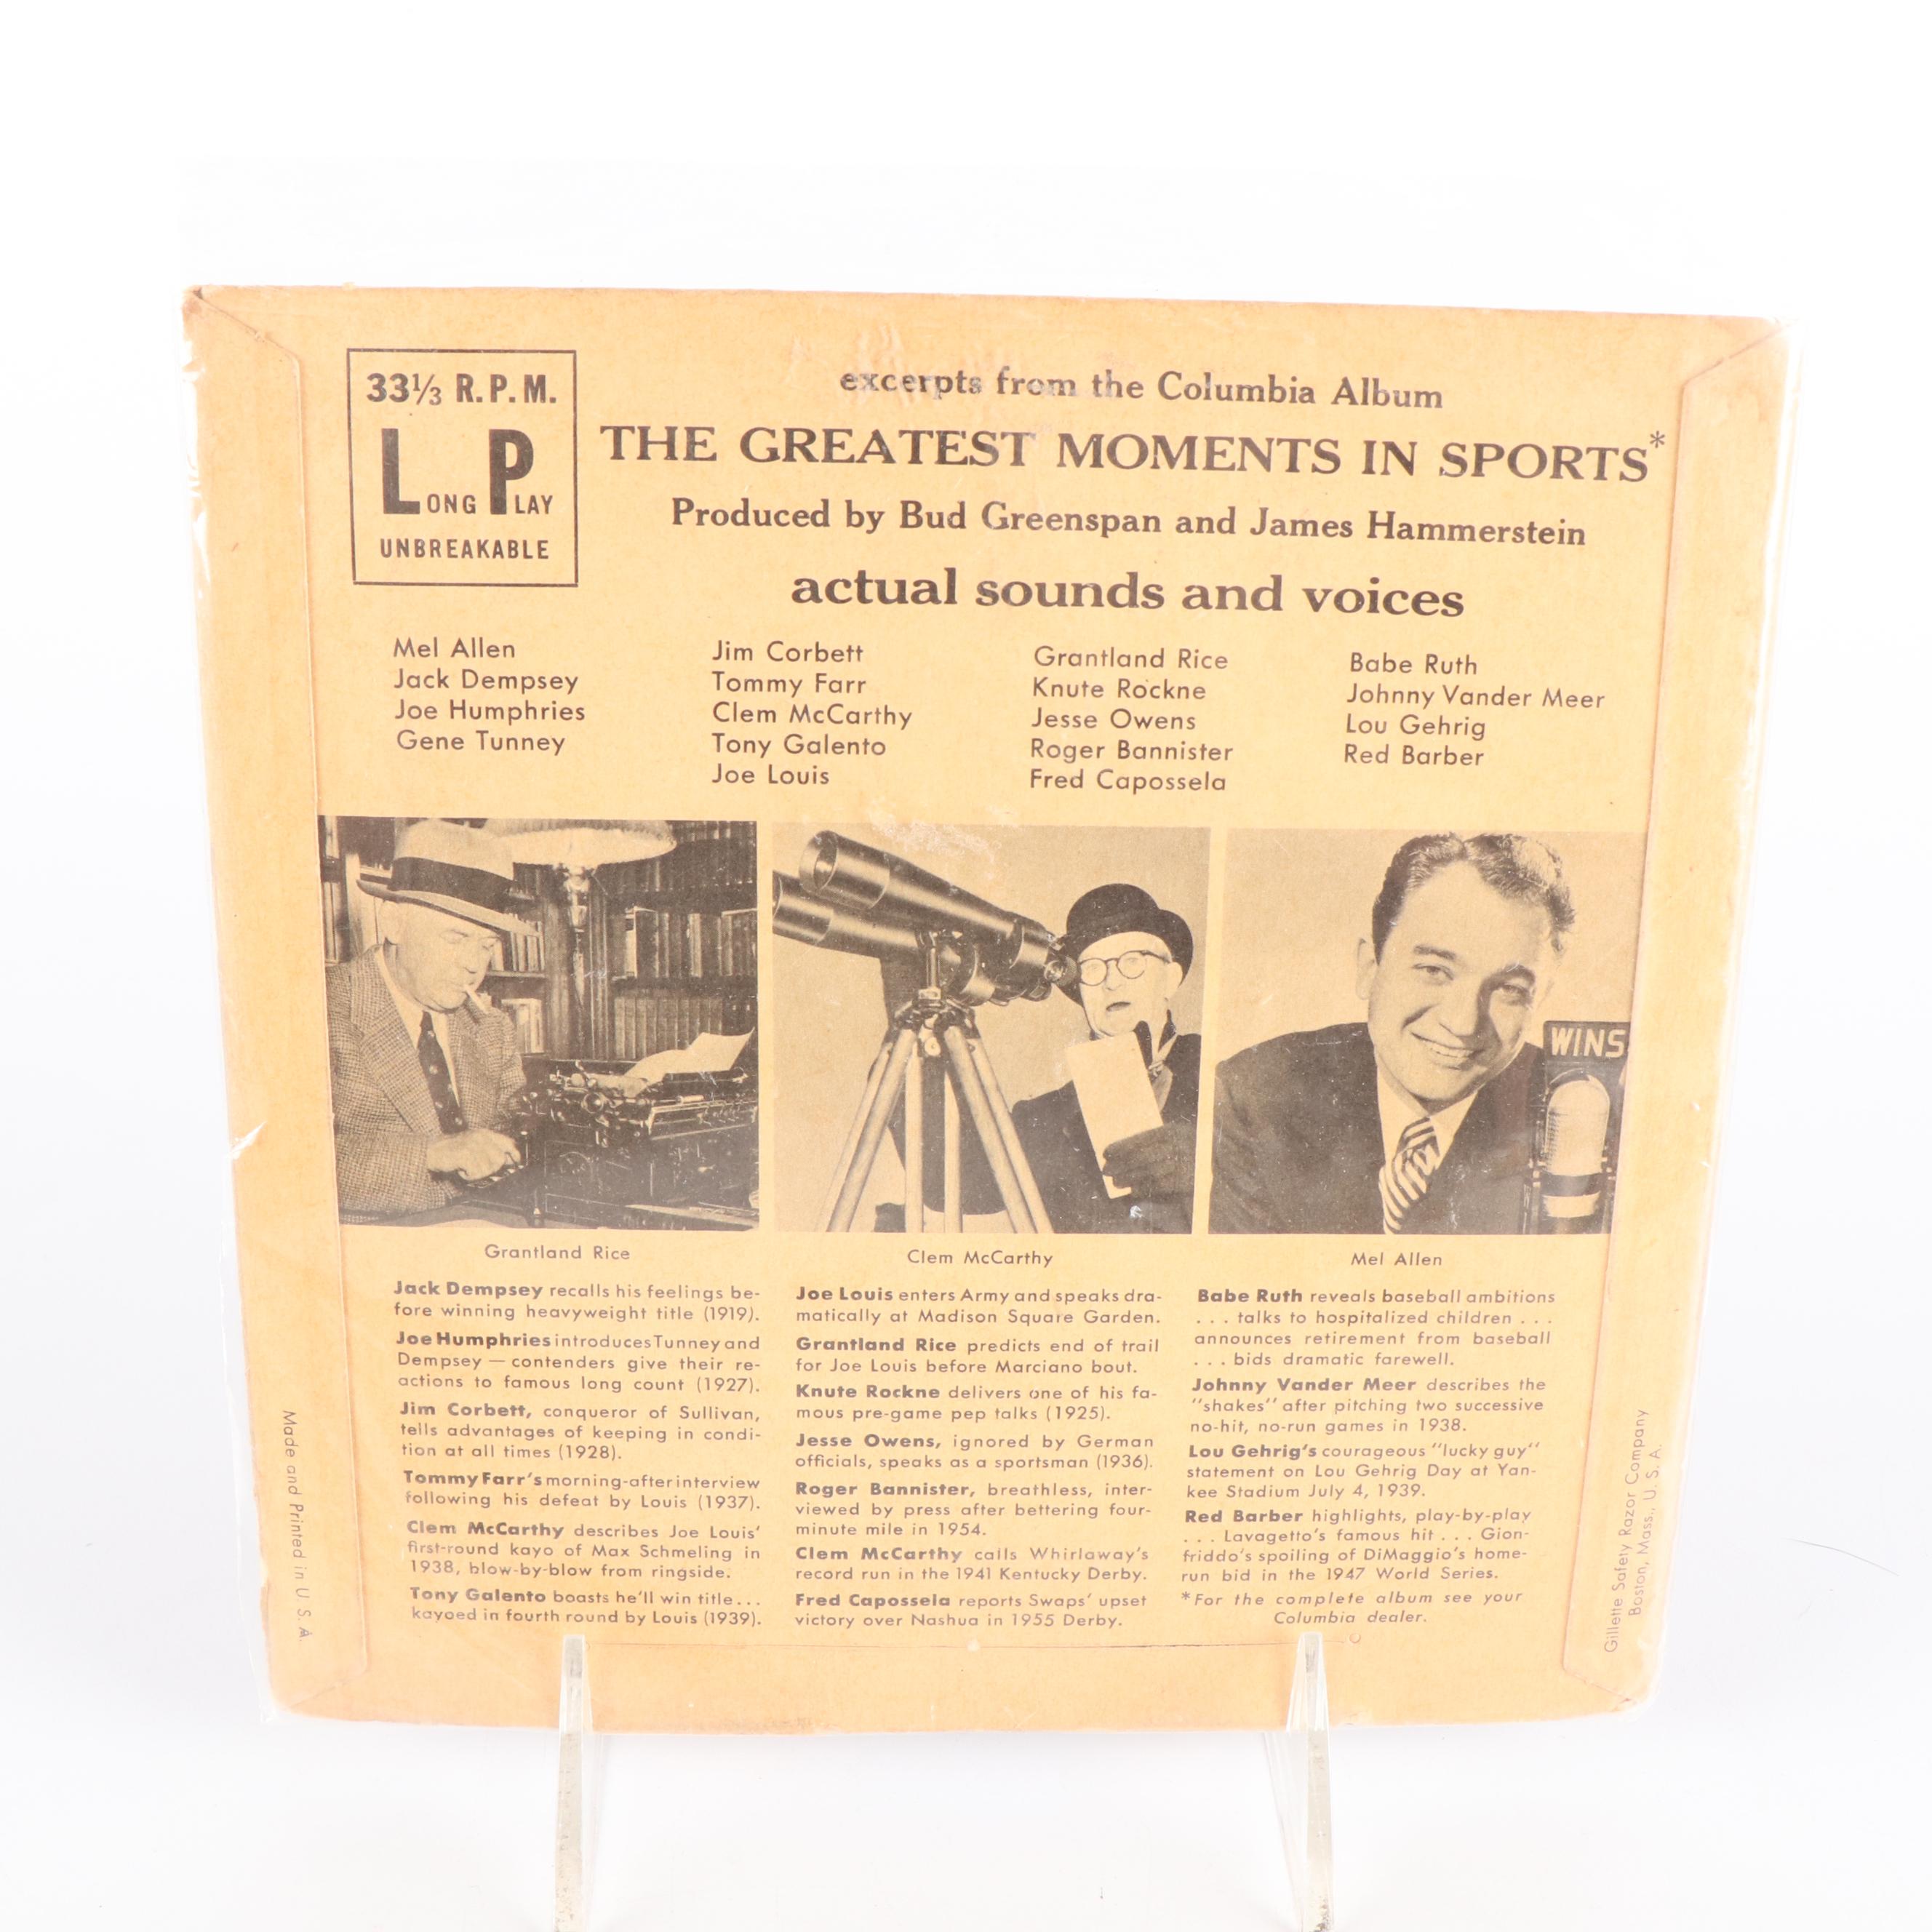 33⅓ R.P.M.
LONG PLAY
UNBREAKABLE
excerpts from the Columbia Album
THE GREATEST MOMENTS IN SPORTS*
Produced by Bud Greenspan and James Hammerstein
actual sounds and voices
Mel Allen
Jack Dempsey
Joe Humphries
Gene Tunney
Jim Corbett
Tommy Farr
Clem McCarthy
Tony Galento
Joe Louis
Grantland Rice
Knute Rockne
Jesse Owens
Roger Bannister
Fred Capossela
Babe Ruth
Johnny Vander Meer
Lou Gehrig
Red Barber
WINS
Grantland Rice
Clem McCarthy
Mel Allen
Jack Dempsey recalls his feelings be-
fore winning heavyweight title (1919).
Joe Humphries introduces Tunney and
Dempsey — contenders give their re-
actions to famous long count (1927).
Jim Corbett, conqueror of Sullivan,
tells advantages of keeping in condi-
tion at all times (1928).
Tommy Farr's morning-after interview
following his defeat by Louis (1937).
Clem McCarthy describes Joe Louis'
first-round kayo of Max Schmeling in
1938, blow-by-blow from ringside.
Tony Galento boasts he'll win title...
kayoed in fourth round by Louis (1939).
Joe Louis enters Army and speaks dra-
matically at Madison Square Garden.
Grantland Rice predicts end of trail
for Joe Louis before Marciano bout.
Knute Rockne delivers one of his fa-
mous pre-game pep talks (1925).
Jesse Owens, ignored by German
officials, speaks as a sportsman (1936).
Roger Bannister, breathless, inter-
viewed by press after bettering four-
minute mile in 1954.
Clem McCarthy calls Whirlaway's
record run in the 1941 Kentucky Derby.
Fred Capossela reports Swaps' upset
victory over Nashua in 1955 Derby.
Babe Ruth reveals baseball ambitions
. . . talks to hospitalized children . . .
announces retirement from baseball
. . . bids dramatic farewell.
Johnny Vander Meer describes the
"shakes" after pitching two successive
no-hit, no-run games in 1938.
Lou Gehrig's courageous "lucky guy"
statement on Lou Gehrig Day at Yan-
kee Stadium July 4, 1939.
Red Barber highlights, play-by-play
. . . Lavagetto's famous hit . . . Gion-
friddo's spoiling of DiMaggio's home-
run bid in the 1947 World Series.
*For the complete album see your
Columbia dealer.
Made and Printed in U. S. A.
Gillette Safety Razor Company
Boston, Mass., U. S. A.